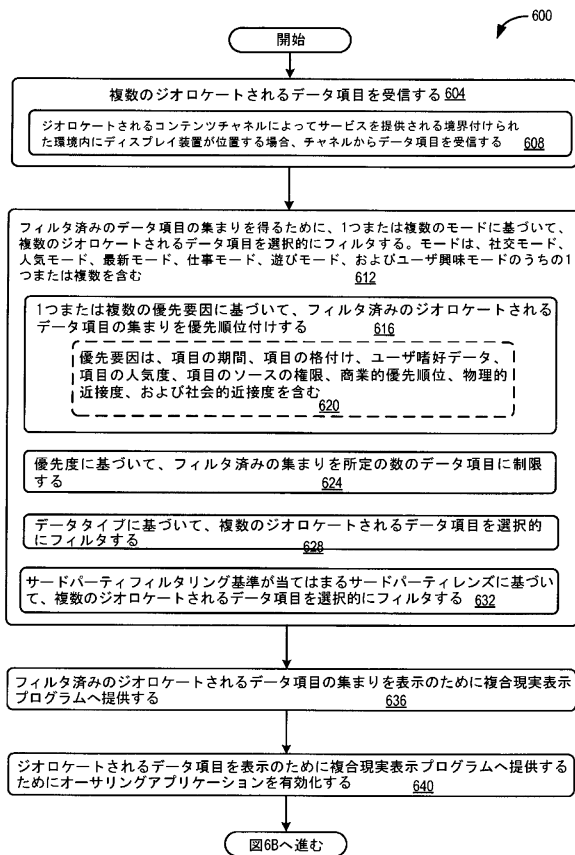 600
開始
複数のジオロケートされるデータ項目を受信する 604
ジオロケートされるコンテンツチャネルによってサービスを提供される境界付けられ
た環境内にディスプレイ装置が位置する場合、チャネルからデータ項目を受信する 608
フィルタ済みのデータ項目の集まりを得るために、1つまたは複数のモードに基づいて、
複数のジオロケートされるデータ項目を選択的にフィルタする。モードは、社交モード、
人気モード、最新モード、仕事モード、遊びモード、およびユーザ興味モードのうちの1
つまたは複数を含む 612
1つまたは複数の優先要因に基づいて、フィルタ済みのジオロケートされる
データ項目の集まりを優先順位付けする 616
優先要因は、項目の期間、項目の格付け、ユーザ嗜好データ、
項目の人気度、項目のソースの権限、商業的優先順位、物理的
近接度、および社会的近接度を含む
620
優先度に基づいて、フィルタ済みの集まりを所定の数のデータ項目に制限
する 624
データタイプに基づいて、複数のジオロケートされるデータ項目を選択的
にフィルタする 628
サードパーティフィルタリング基準が当てはまるサードパーティレンズに基づい
て、複数のジオロケートされるデータ項目を選択的にフィルタする 632
フィルタ済みのジオロケートされるデータ項目の集まりを表示のために複合現実表示
プログラムへ提供する 636
ジオロケートされるデータ項目を表示のために複合現実表示プログラムへ提供する
ためにオーサリングアプリケーションを有効化する 640
図6Bへ進む